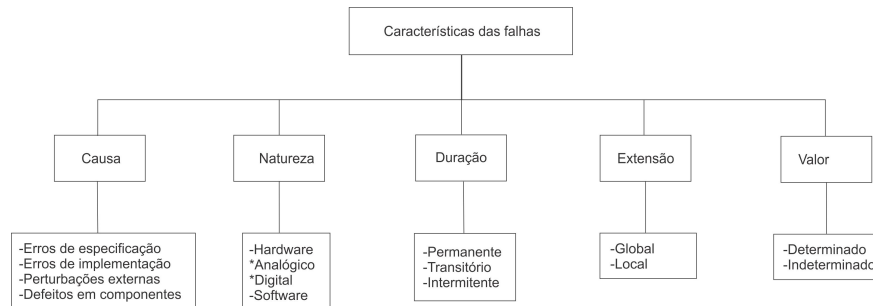 Características das falhas
Causa
Natureza
Duração
Extensão
Valor
-Erros de especificação
-Erros de implementação
-Perturbações externas
-Defeitos em componentes
-Hardware
*Analógico
*Digital
-Software
-Permanente
-Transitório
-Intermitente
-Global
-Local
-Determinado
-Indeterminado